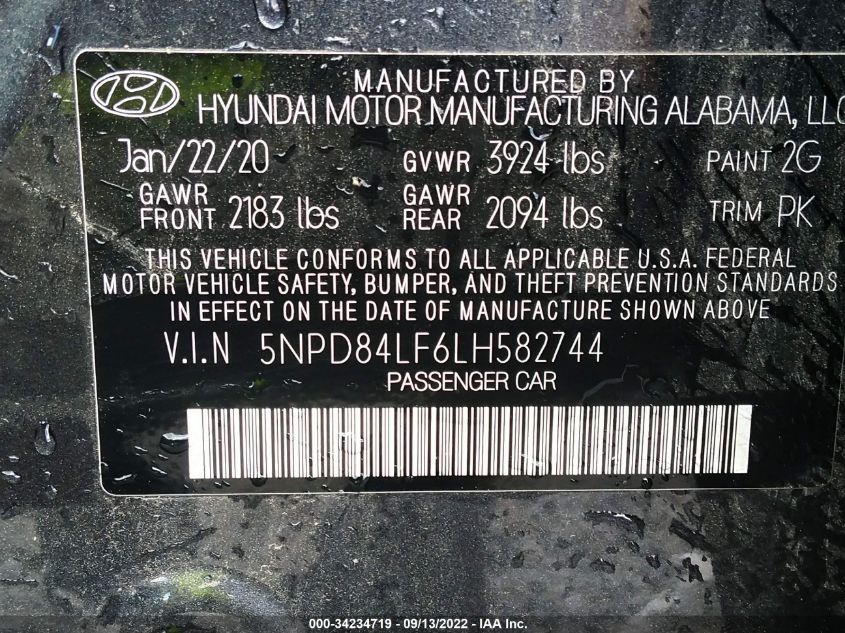 MANUFACTURED BY
HYUNDAI MOTOR MANUFACTURING ALABAMA, LLC
Jan/22/20 GVWR 3924 lbs PAINT 2G
GAWR FRONT 2183 lbs GAWR REAR 2094 lbs TRIM PK
THIS VEHICLE CONFORMS TO ALL APPLICABLE U.S.A. FEDERAL
MOTOR VEHICLE SAFETY, BUMPER, AND THEFT PREVENTION STANDARDS
IN EFFECT ON THE DATE OF MANUFACTURE SHOWN ABOVE
V.I.N 5NPD84LF6LH582744
PASSENGER CAR
000-34234719 - 09/13/2022 - IAA Inc.